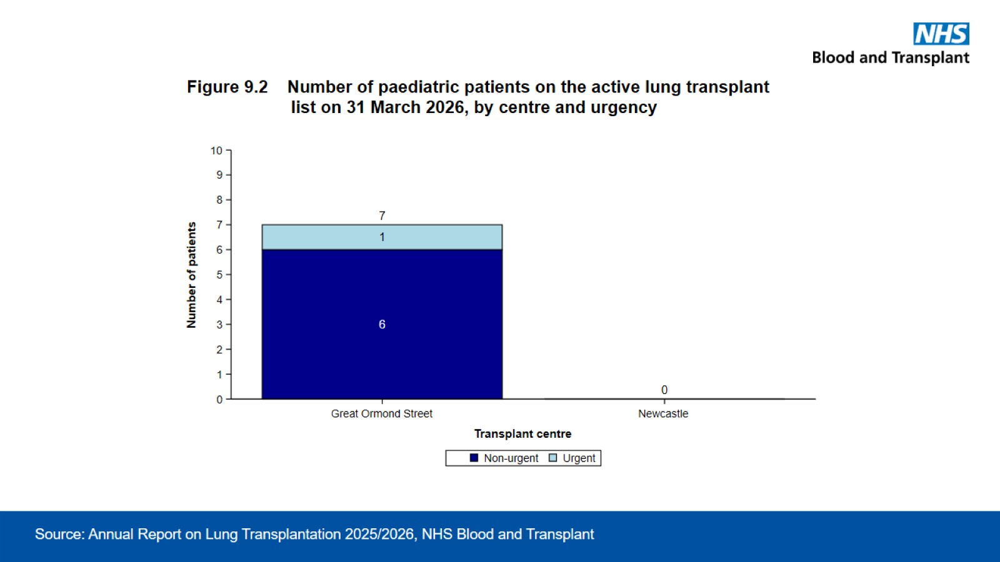 NHS
Blood and Transplant
Figure 9.2 Number of paediatric patients on the active lung transplant
list on 31 March 2026, by centre and urgency
Number of patients
10
9
8
7
6
5
4
3
2
1
0
7
1
6
0
Great Ormond Street
Newcastle
Transplant centre
Non-urgent Urgent
Source: Annual Report on Lung Transplantation 2025/2026, NHS Blood and Transplant